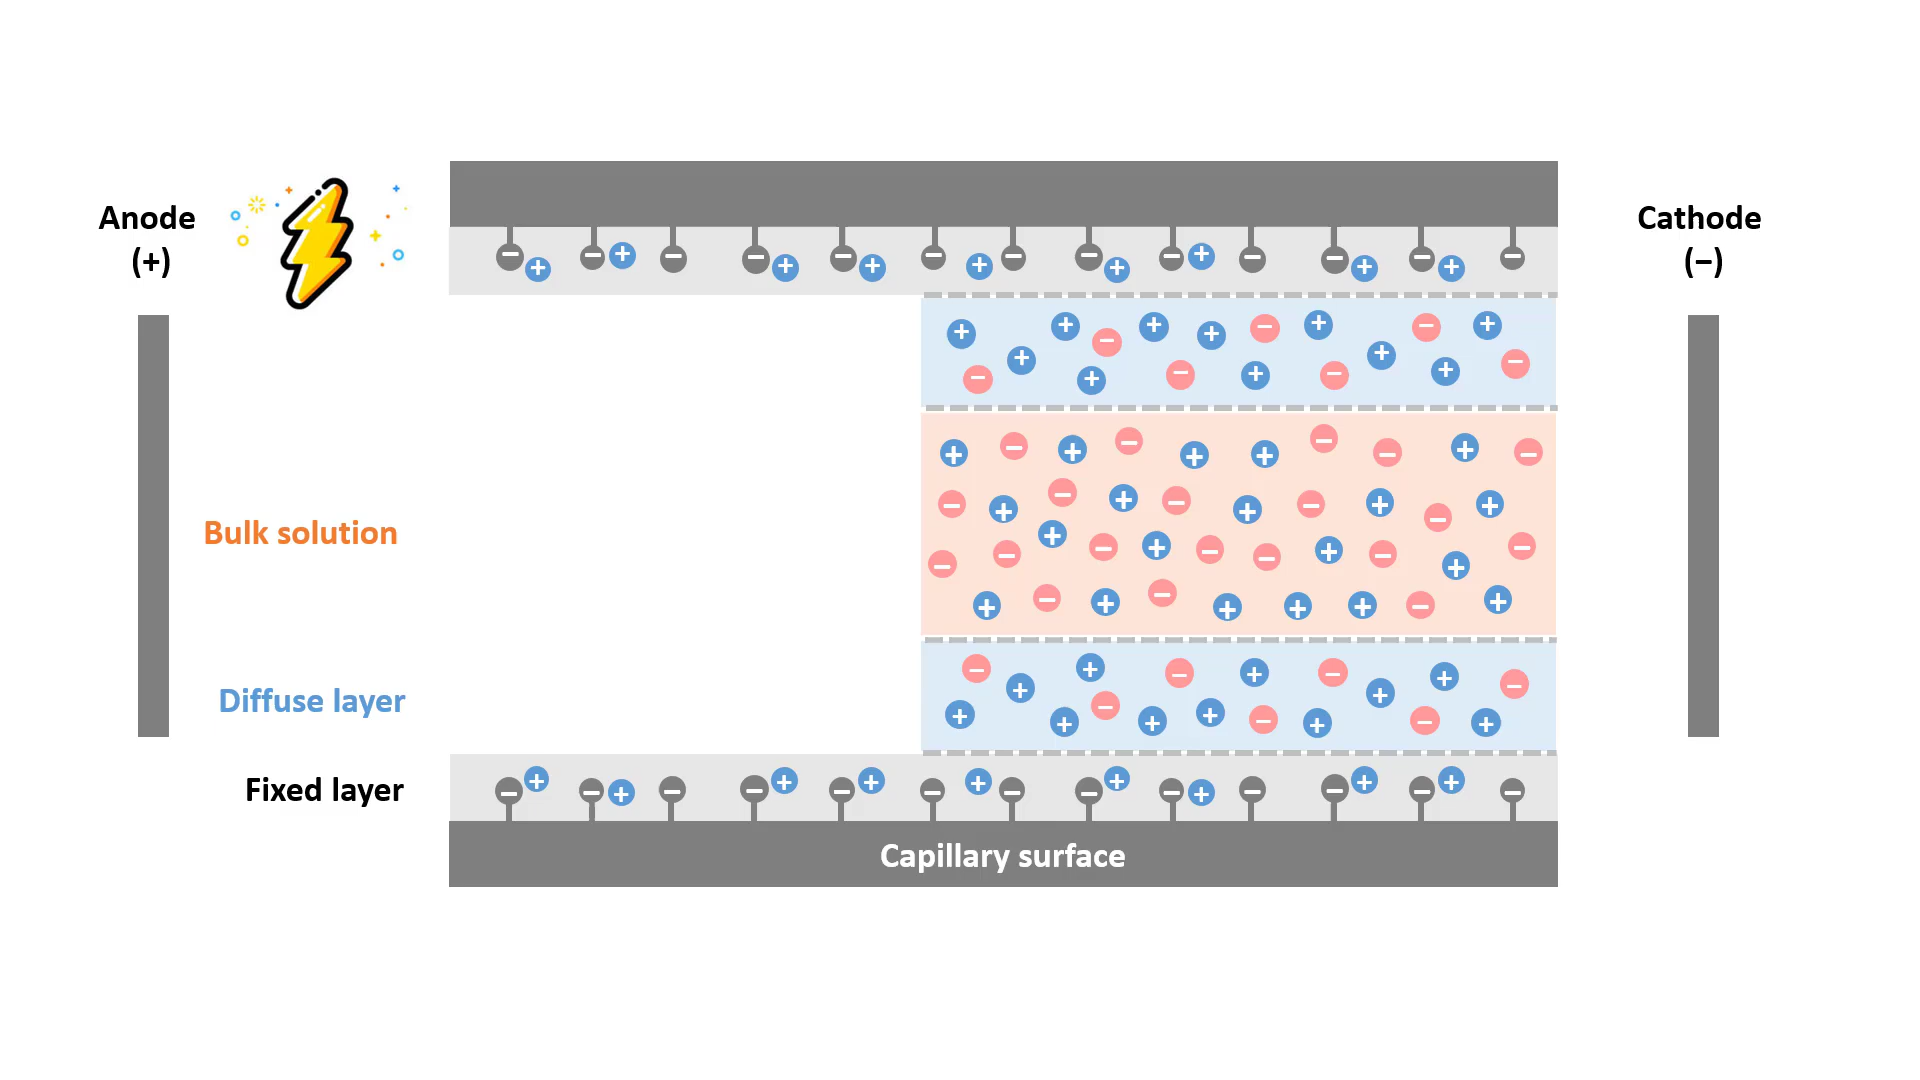 Anode
(+)
Cathode
(−)
Bulk solution
Diffuse layer
Fixed layer
Capillary surface